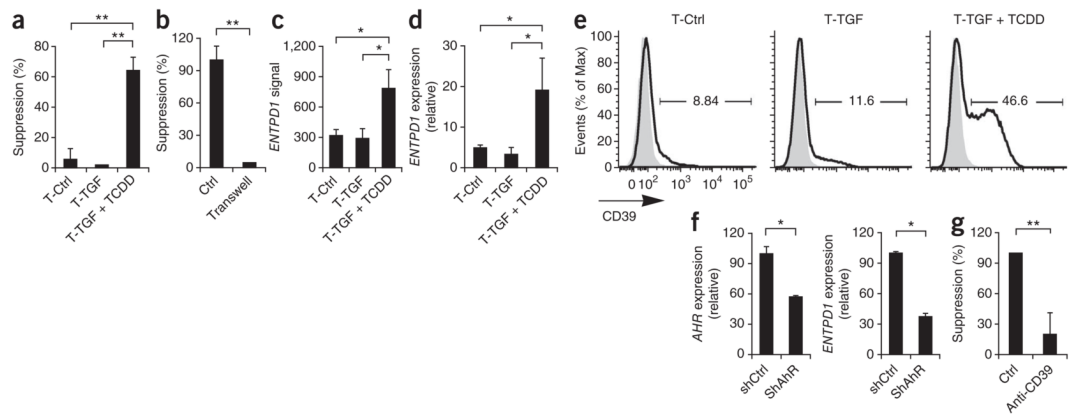 a
**
**
Suppression (%)
80
60
40
20
0
T-Ctrl
T-TGF
T-TGF + TCDD
b
**
Suppression (%)
120
90
60
30
0
Ctrl
Transwell
c
*
*
ENTPD1 signal
1,200
900
600
300
0
T-Ctrl
T-TGF
T-TGF + TCDD
d
*
*
ENTPD1 expression
(relative)
30
20
10
0
T-Ctrl
T-TGF
T-TGF + TCDD
e
T-Ctrl
T-TGF
T-TGF + TCDD
Events (% of Max)
100
80
60
40
20
0
8.84
11.6
46.6
0 10² 10³ 10⁴ 10⁵
CD39
f
*
AHR expression
(relative)
120
90
60
30
0
shCtrl
ShAhR
*
ENTPD1 expression
(relative)
120
90
60
30
0
shCtrl
ShAhR
g
**
Suppression (%)
120
90
60
30
0
Ctrl
Anti-CD39